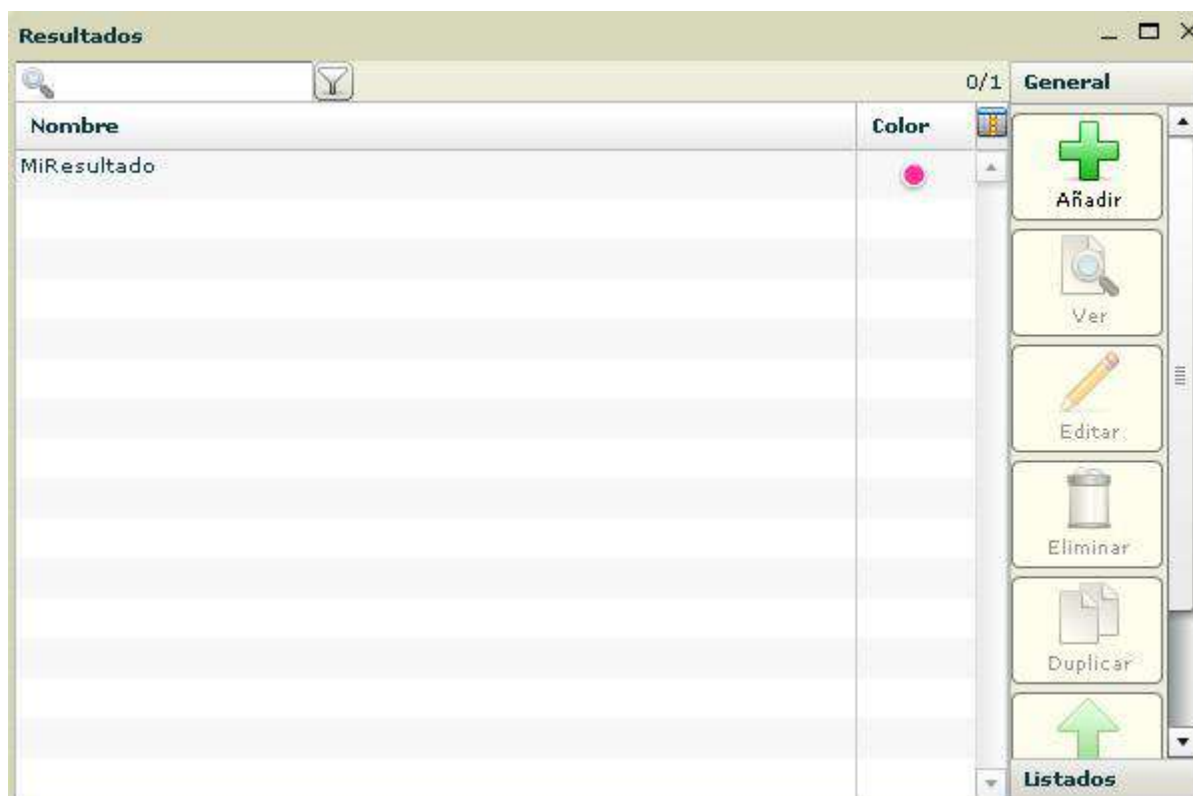 Resultados
0/1
General
Nombre
Color
MiResultado
Añadir
Ver
Editar
Eliminar
Duplicar
Listados